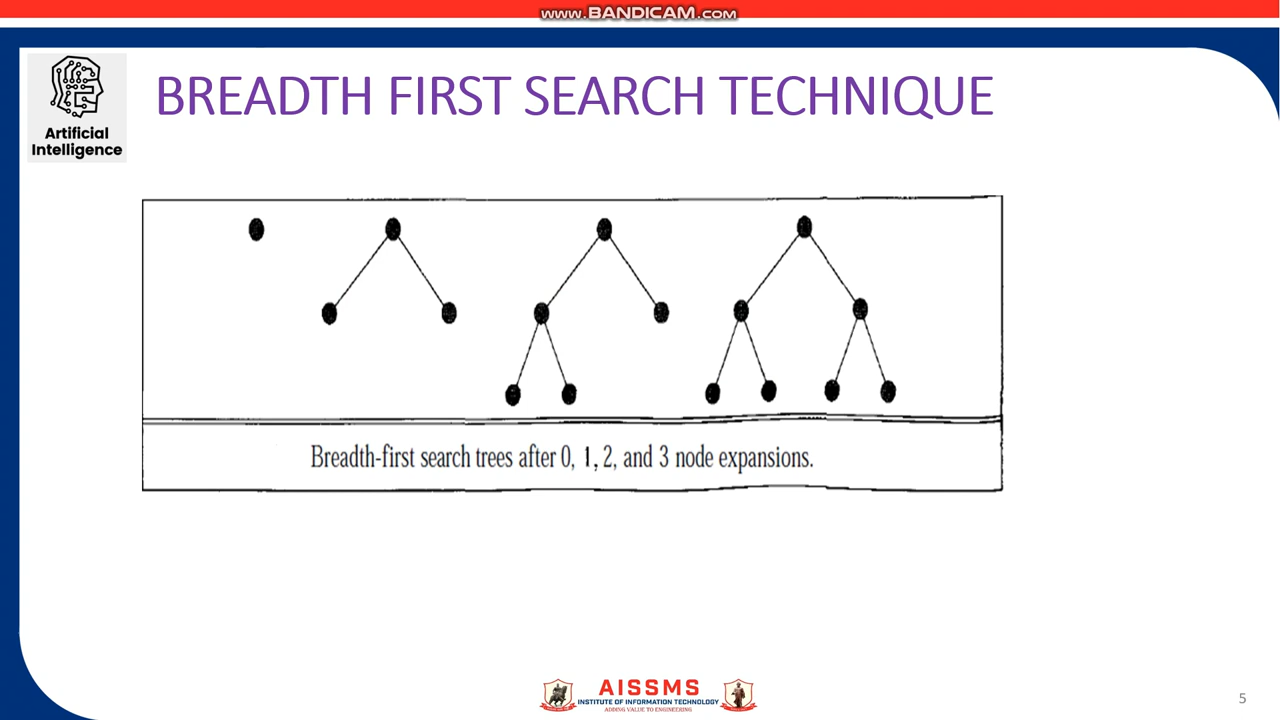 www.BANDICAM.com
BREADTH FIRST SEARCH TECHNIQUE
Artificial
Intelligence
Breadth-first search trees after 0, 1, 2, and 3 node expansions.
AISSMS
INSTITUTE OF INFORMATION TECHNOLOGY
ADDING VALUE TO ENGINEERING
5